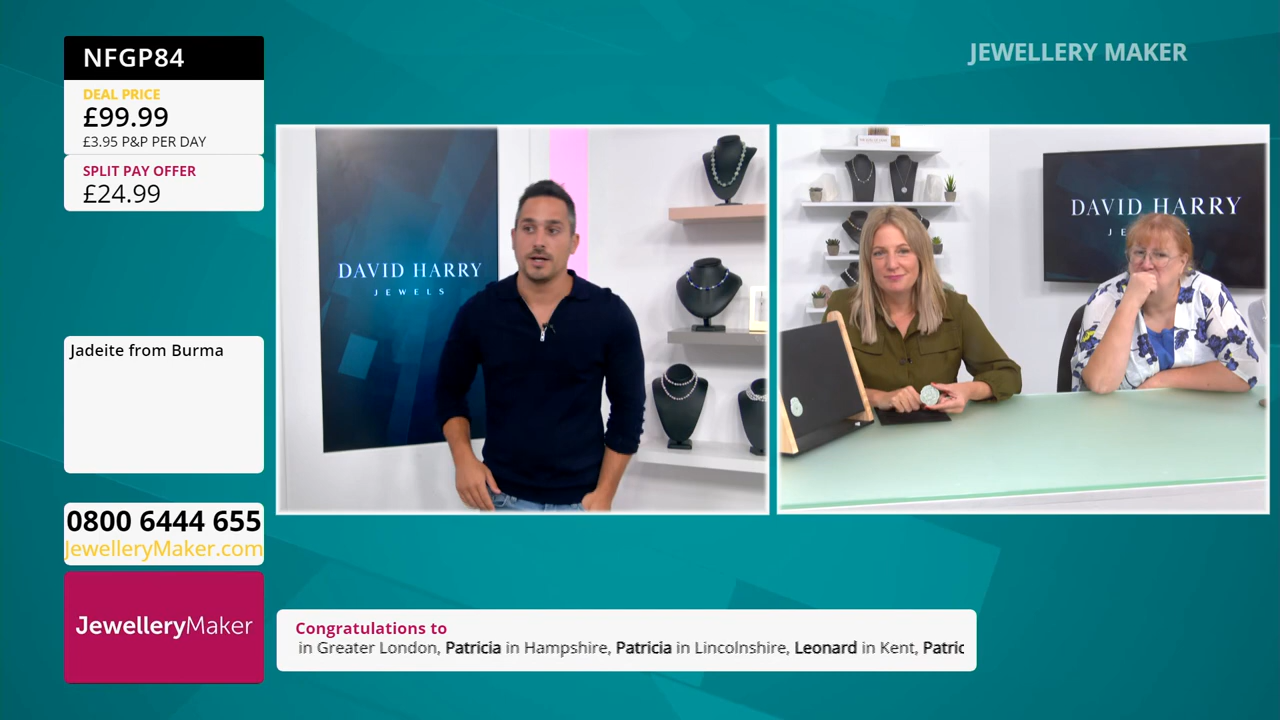 NFGP84
DEAL PRICE
£99.99
£3.95 P&P PER DAY
SPLIT PAY OFFER
£24.99
Jadeite from Burma
0800 6444 655
JewelleryMaker.com
JewelleryMaker
JEWELLERY MAKER
DAVID HARRY
JEWELS
DAVID HARRY
JE S
Congratulations to
in Greater London, Patricia in Hampshire, Patricia in Lincolnshire, Leonard in Kent, Patric